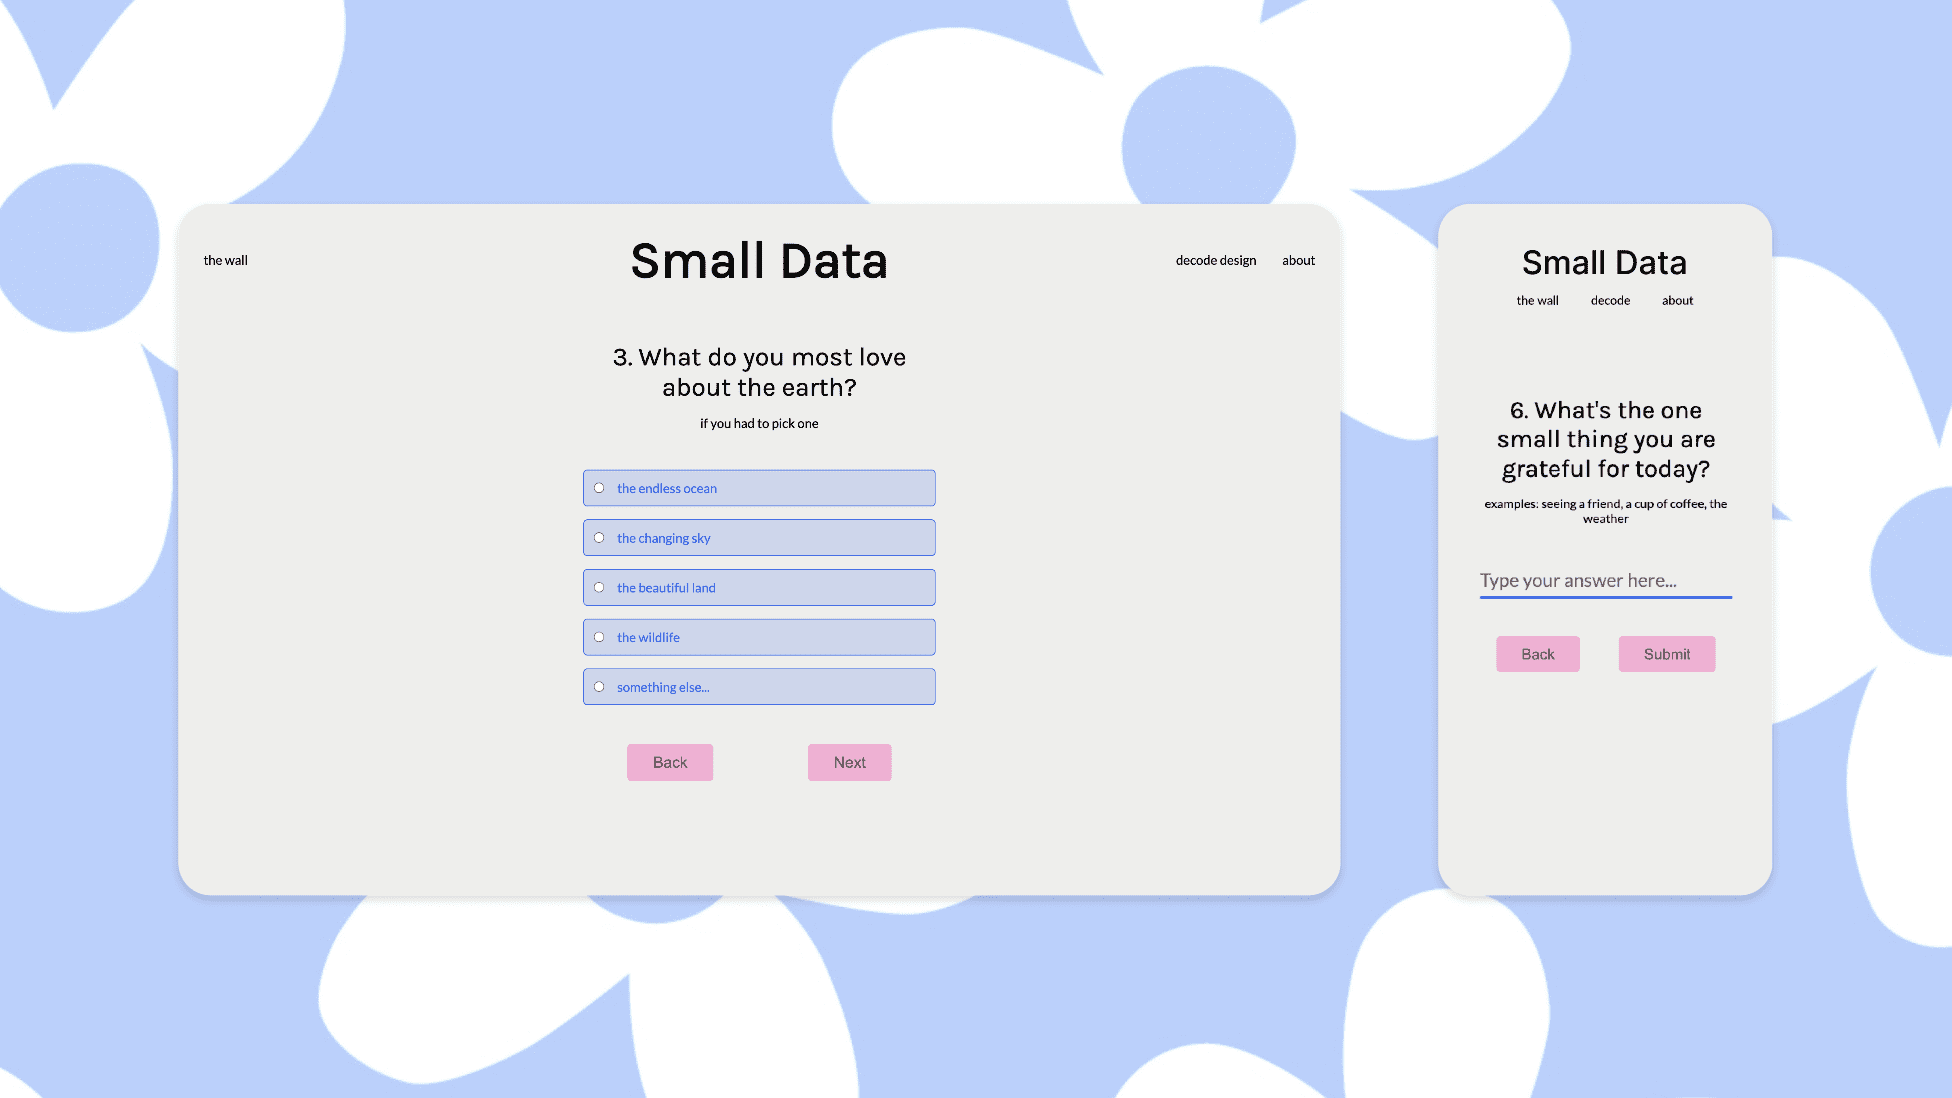 the wall
Small Data
decode design
about
3. What do you most love
about the earth?
if you had to pick one
the endless ocean
the changing sky
the beautiful land
the wildlife
something else...
Back
Next
Small Data
the wall
decode
about
6. What's the one
small thing you are
grateful for today?
examples: seeing a friend, a cup of coffee, the
weather
Type your answer here...
Back
Submit